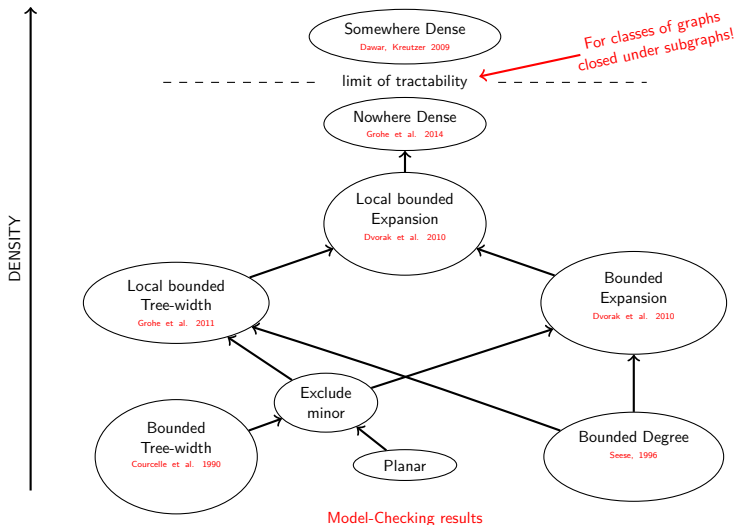 Somewhere Dense
Dawar, Kreutzer 2009
For classes of graphs
closed under subgraphs!
limit of tractability
Nowhere Dense
Grohe et al. 2014
DENSITY
Local bounded
Expansion
Dvorak et al. 2010
Local bounded
Tree-width
Grohe et al. 2011
Bounded
Expansion
Dvorak et al. 2010
Exclude
minor
Bounded
Tree-width
Courcelle et al. 1990
Planar
Bounded Degree
Seese, 1996
Model-Checking results